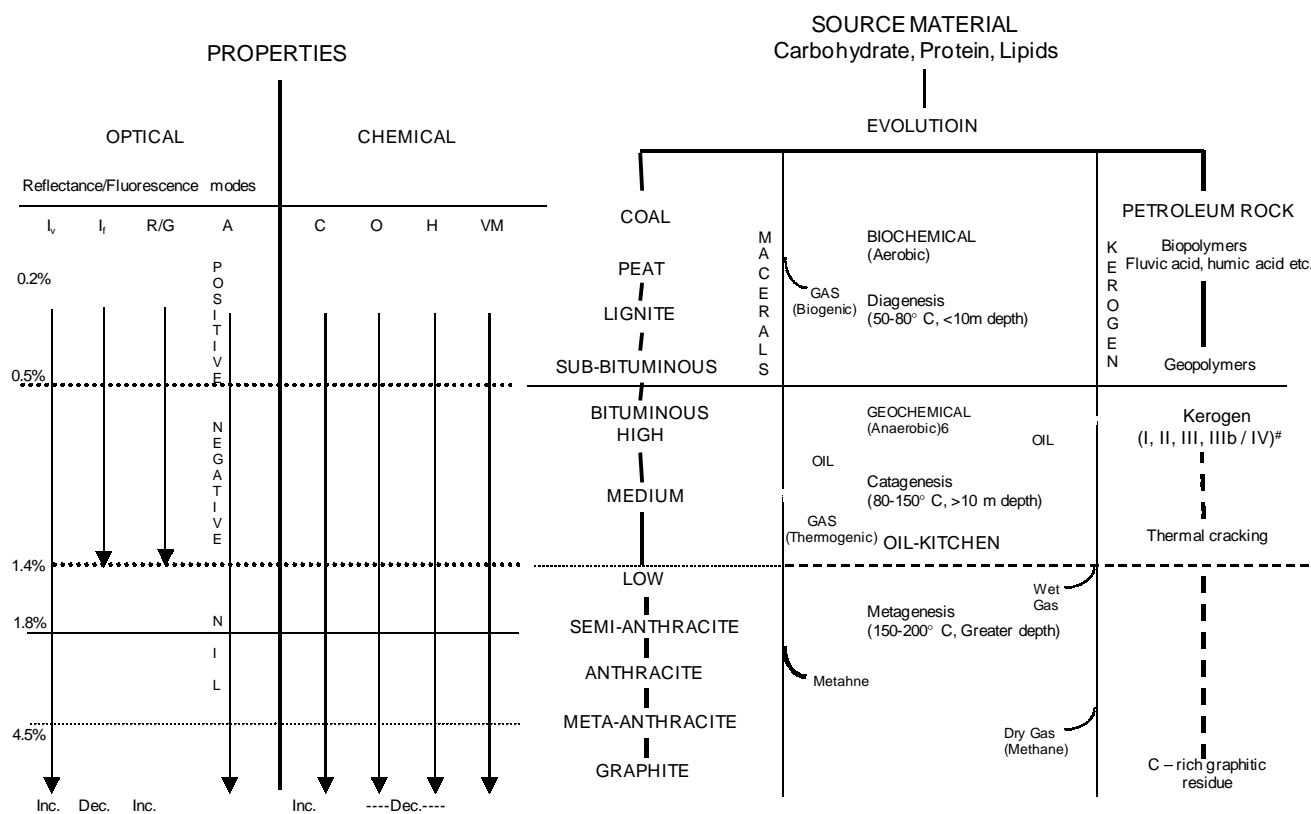 PROPERTIES
OPTICAL
CHEMICAL
Reflectance/Fluorescence modes
Iv If R/G A C O H VM
0.2%
0.5%
1.4%
1.8%
4.5%
POSITIVE
NEGATIVE
NIL
Inc. Dec. Inc. Inc. ----Dec.----
SOURCE MATERIAL
Carbohydrate, Protein, Lipids
EVOLUTIOIN
COAL
PEAT
LIGNITE
SUB-BITUMINOUS
BITUMINOUS
HIGH
MEDIUM
LOW
SEMI-ANTHRACITE
ANTHRACITE
META-ANTHRACITE
GRAPHITE
MACERALS
GAS
(Biogenic)
OIL
GAS
(Thermogenic)
Metahne
BIOCHEMICAL
(Aerobic)
Diagenesis
(50-80° C, <10m depth)
GEOCHEMICAL
(Anaerobic)6
Catagenesis
(80-150° C, >10 m depth)
OIL-KITCHEN
Metagenesis
(150-200° C, Greater depth)
OIL
Wet
Gas
Dry Gas
(Methane)
KEROGEN
PETROLEUM ROCK
Biopolymers
Fluvic acid, humic acid etc.
Geopolymers
Kerogen
(I, II, III, IIIb / IV)#
Thermal cracking
C – rich graphitic
residue